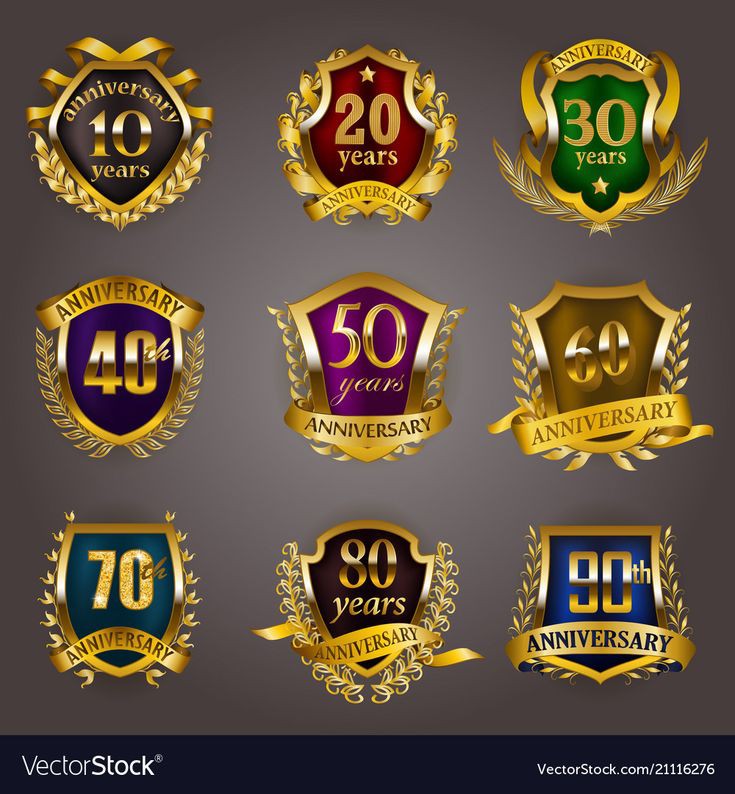 anniversary
10
years
20
years
ANNIVERSARY
ANNIVERSARY
30
years
ANNIVERSARY
40th
50
years
ANNIVERSARY
60
ANNIVERSARY
70th
ANNIVERSARY
80
years
ANNIVERSARY
90th
ANNIVERSARY
VectorStock®
VectorStock.com/21116276